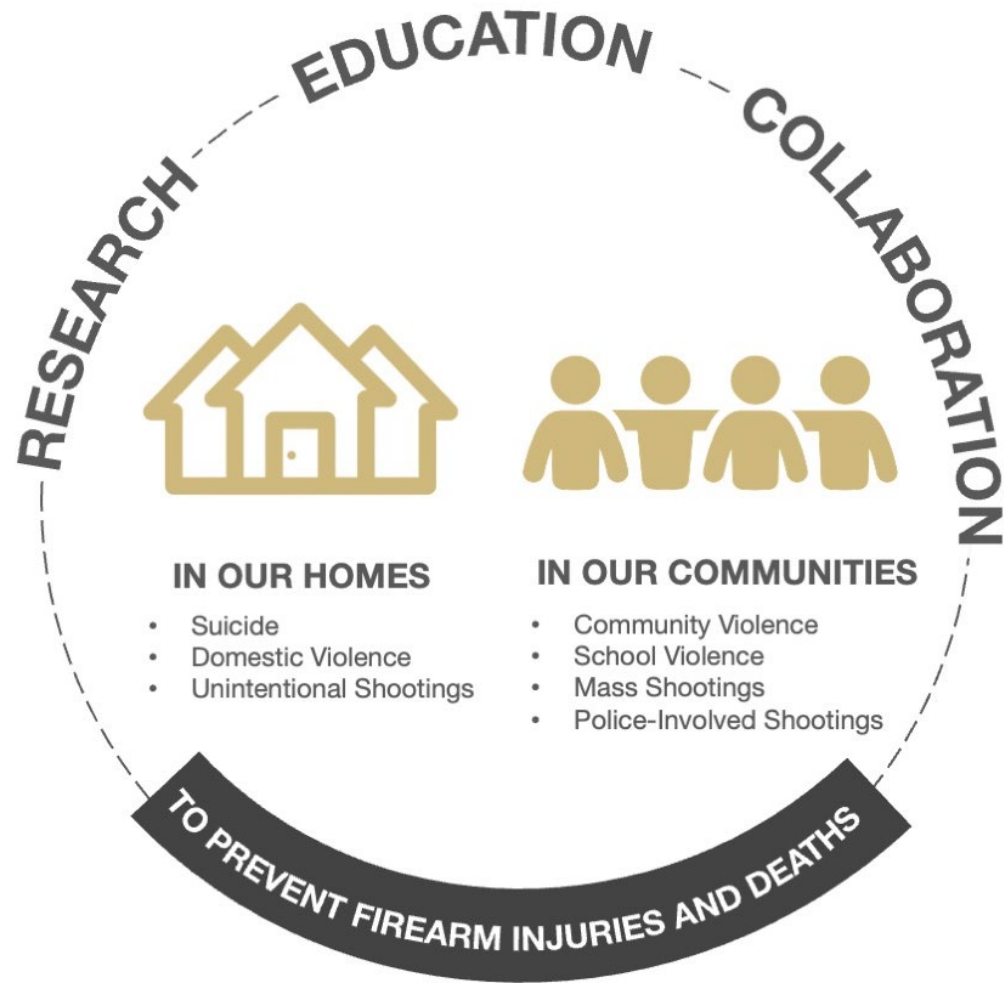 RESEARCH
EDUCATION
COLLABORATION
IN OUR HOMES
• Suicide
• Domestic Violence
• Unintentional Shootings
IN OUR COMMUNITIES
• Community Violence
• School Violence
• Mass Shootings
• Police-Involved Shootings
TO PREVENT FIREARM INJURIES AND DEATHS